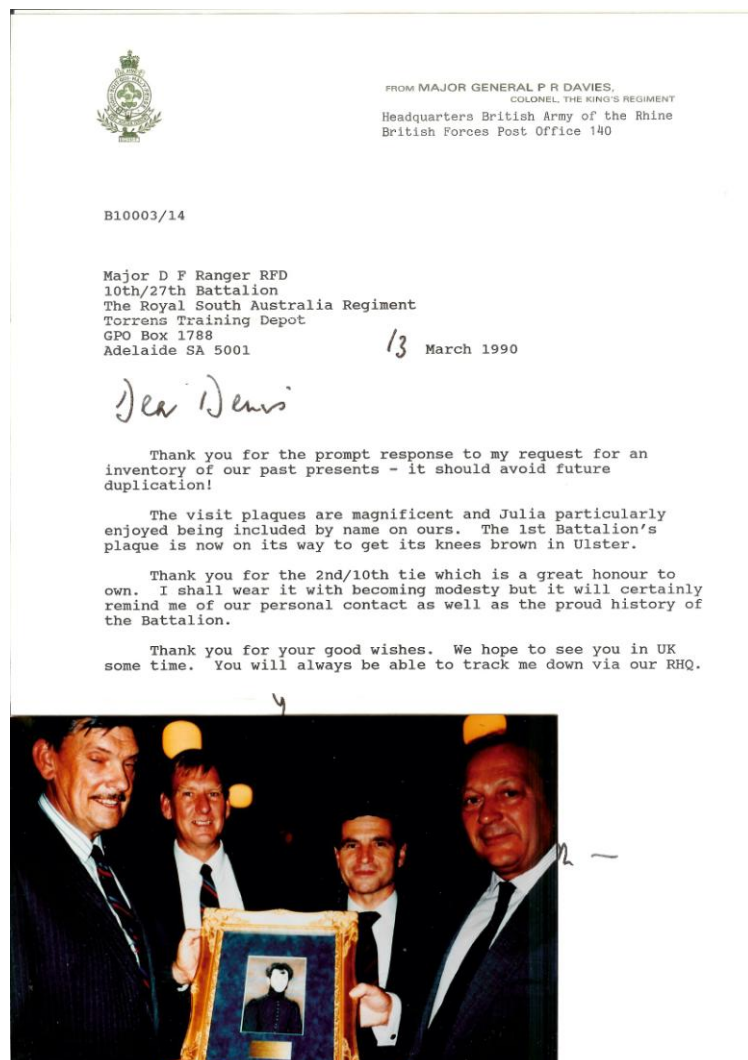 FROM MAJOR GENERAL P R DAVIES,
COLONEL, THE KING'S REGIMENT
Headquarters British Army of the Rhine
British Forces Post Office 140
B10003/14
Major D F Ranger RFD
10th/27th Battalion
The Royal South Australia Regiment
Torrens Training Depot
GPO Box 1788
Adelaide SA 5001
13 March 1990
Dear Denis
Thank you for the prompt response to my request for an
inventory of our past presents - it should avoid future
duplication!
The visit plaques are magnificent and Julia particularly
enjoyed being included by name on ours. The 1st Battalion's
plaque is now on its way to get its knees brown in Ulster.
Thank you for the 2nd/10th tie which is a great honour to
own. I shall wear it with becoming modesty but it will certainly
remind me of our personal contact as well as the proud history of
the Battalion.
Thank you for your good wishes. We hope to see you in UK
some time. You will always be able to track me down via our RHQ.